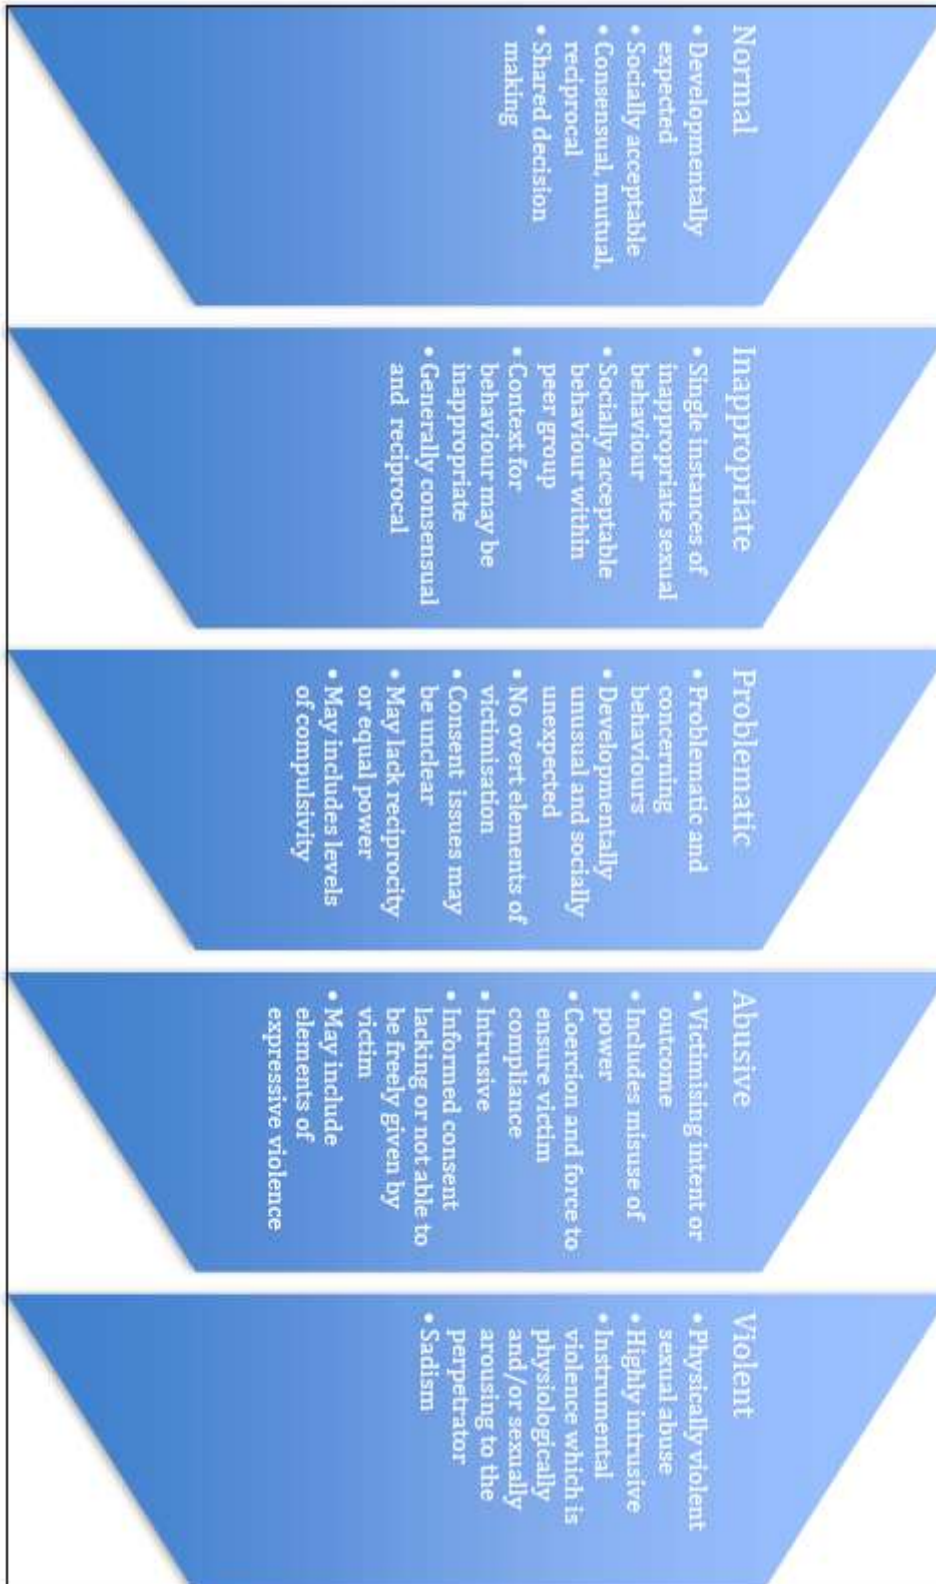 Normal
• Developmentally
expected
• Socially acceptable
• Consensual, mutual,
reciprocal
• Shared decision
making
Inappropriate
• Single instances of
inappropriate sexual
behaviour
• Socially acceptable
behaviour within
peer group
• Context for
behaviour may be
inappropriate
• Generally consensual
and reciprocal
Problematic
• Problematic and
concerning
behaviours
• Developmentally
unusual and socially
unexpected
• No overt elements of
victimisation
• Consent issues may
be unclear
• May lack reciprocity
or equal power
• May includes levels
of compulsivity
Abusive
• Victimising intent or
outcome
• Includes misuse of
power
• Coercion and force to
ensure victim
compliance
• Intrusive
• Informed consent
lacking or not able to
be freely given by
victim
• May include
elements of
expressive violence
Violent
• Physically violent
sexual abuse
• Highly intrusive
• Instrumental
violence which is
physiologically
and/or sexually
arousing to the
perpetrator
• Sadism